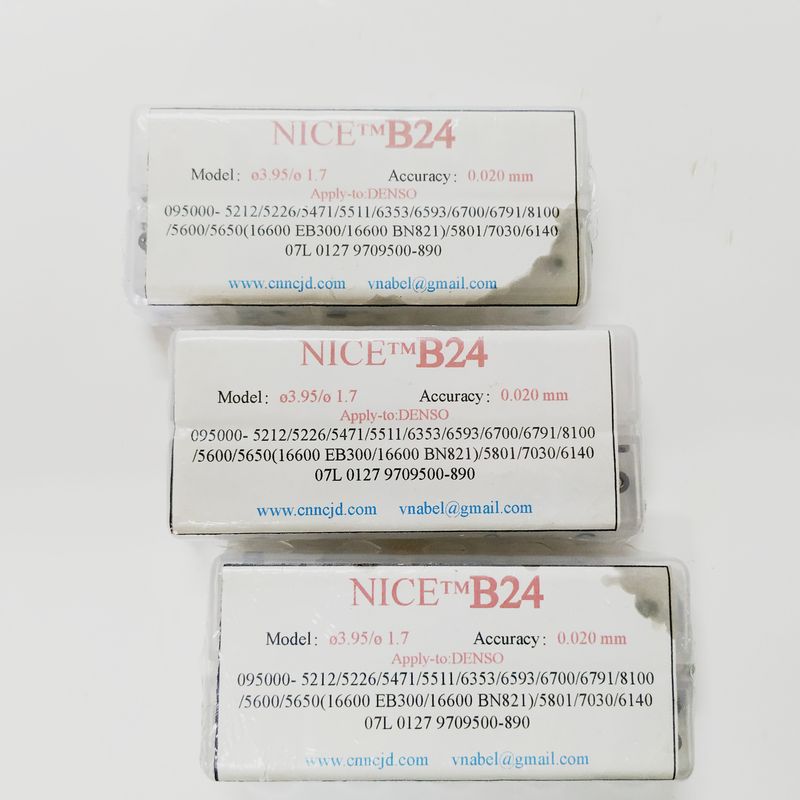 NICE™B24
Model: ø3.95/ø 1.7 Accuracy: 0.020 mm
Apply-to:DENSO
095000- 5212/5226/5471/5511/6353/6593/6700/6791/8100
/5600/5650(16600 EB300/16600 BN821)/5801/7030/6140
07L 0127 9709500-890
www.cnncjd.com vnabel@gmail.com
NICE™B24
Model: ø3.95/ø 1.7 Accuracy: 0.020 mm
Apply-to:DENSO
095000- 5212/5226/5471/5511/6353/6593/6700/6791/8100
/5600/5650(16600 EB300/16600 BN821)/5801/7030/6140
07L 0127 9709500-890
www.cnncjd.com vnabel@gmail.com
NICE™B24
Model: ø3.95/ø 1.7 Accuracy: 0.020 mm
Apply-to:DENSO
095000- 5212/5226/5471/5511/6353/6593/6700/6791/8100
/5600/5650(16600 EB300/16600 BN821)/5801/7030/6140
07L 0127 9709500-890
www.cnncjd.com vnabel@gmail.com